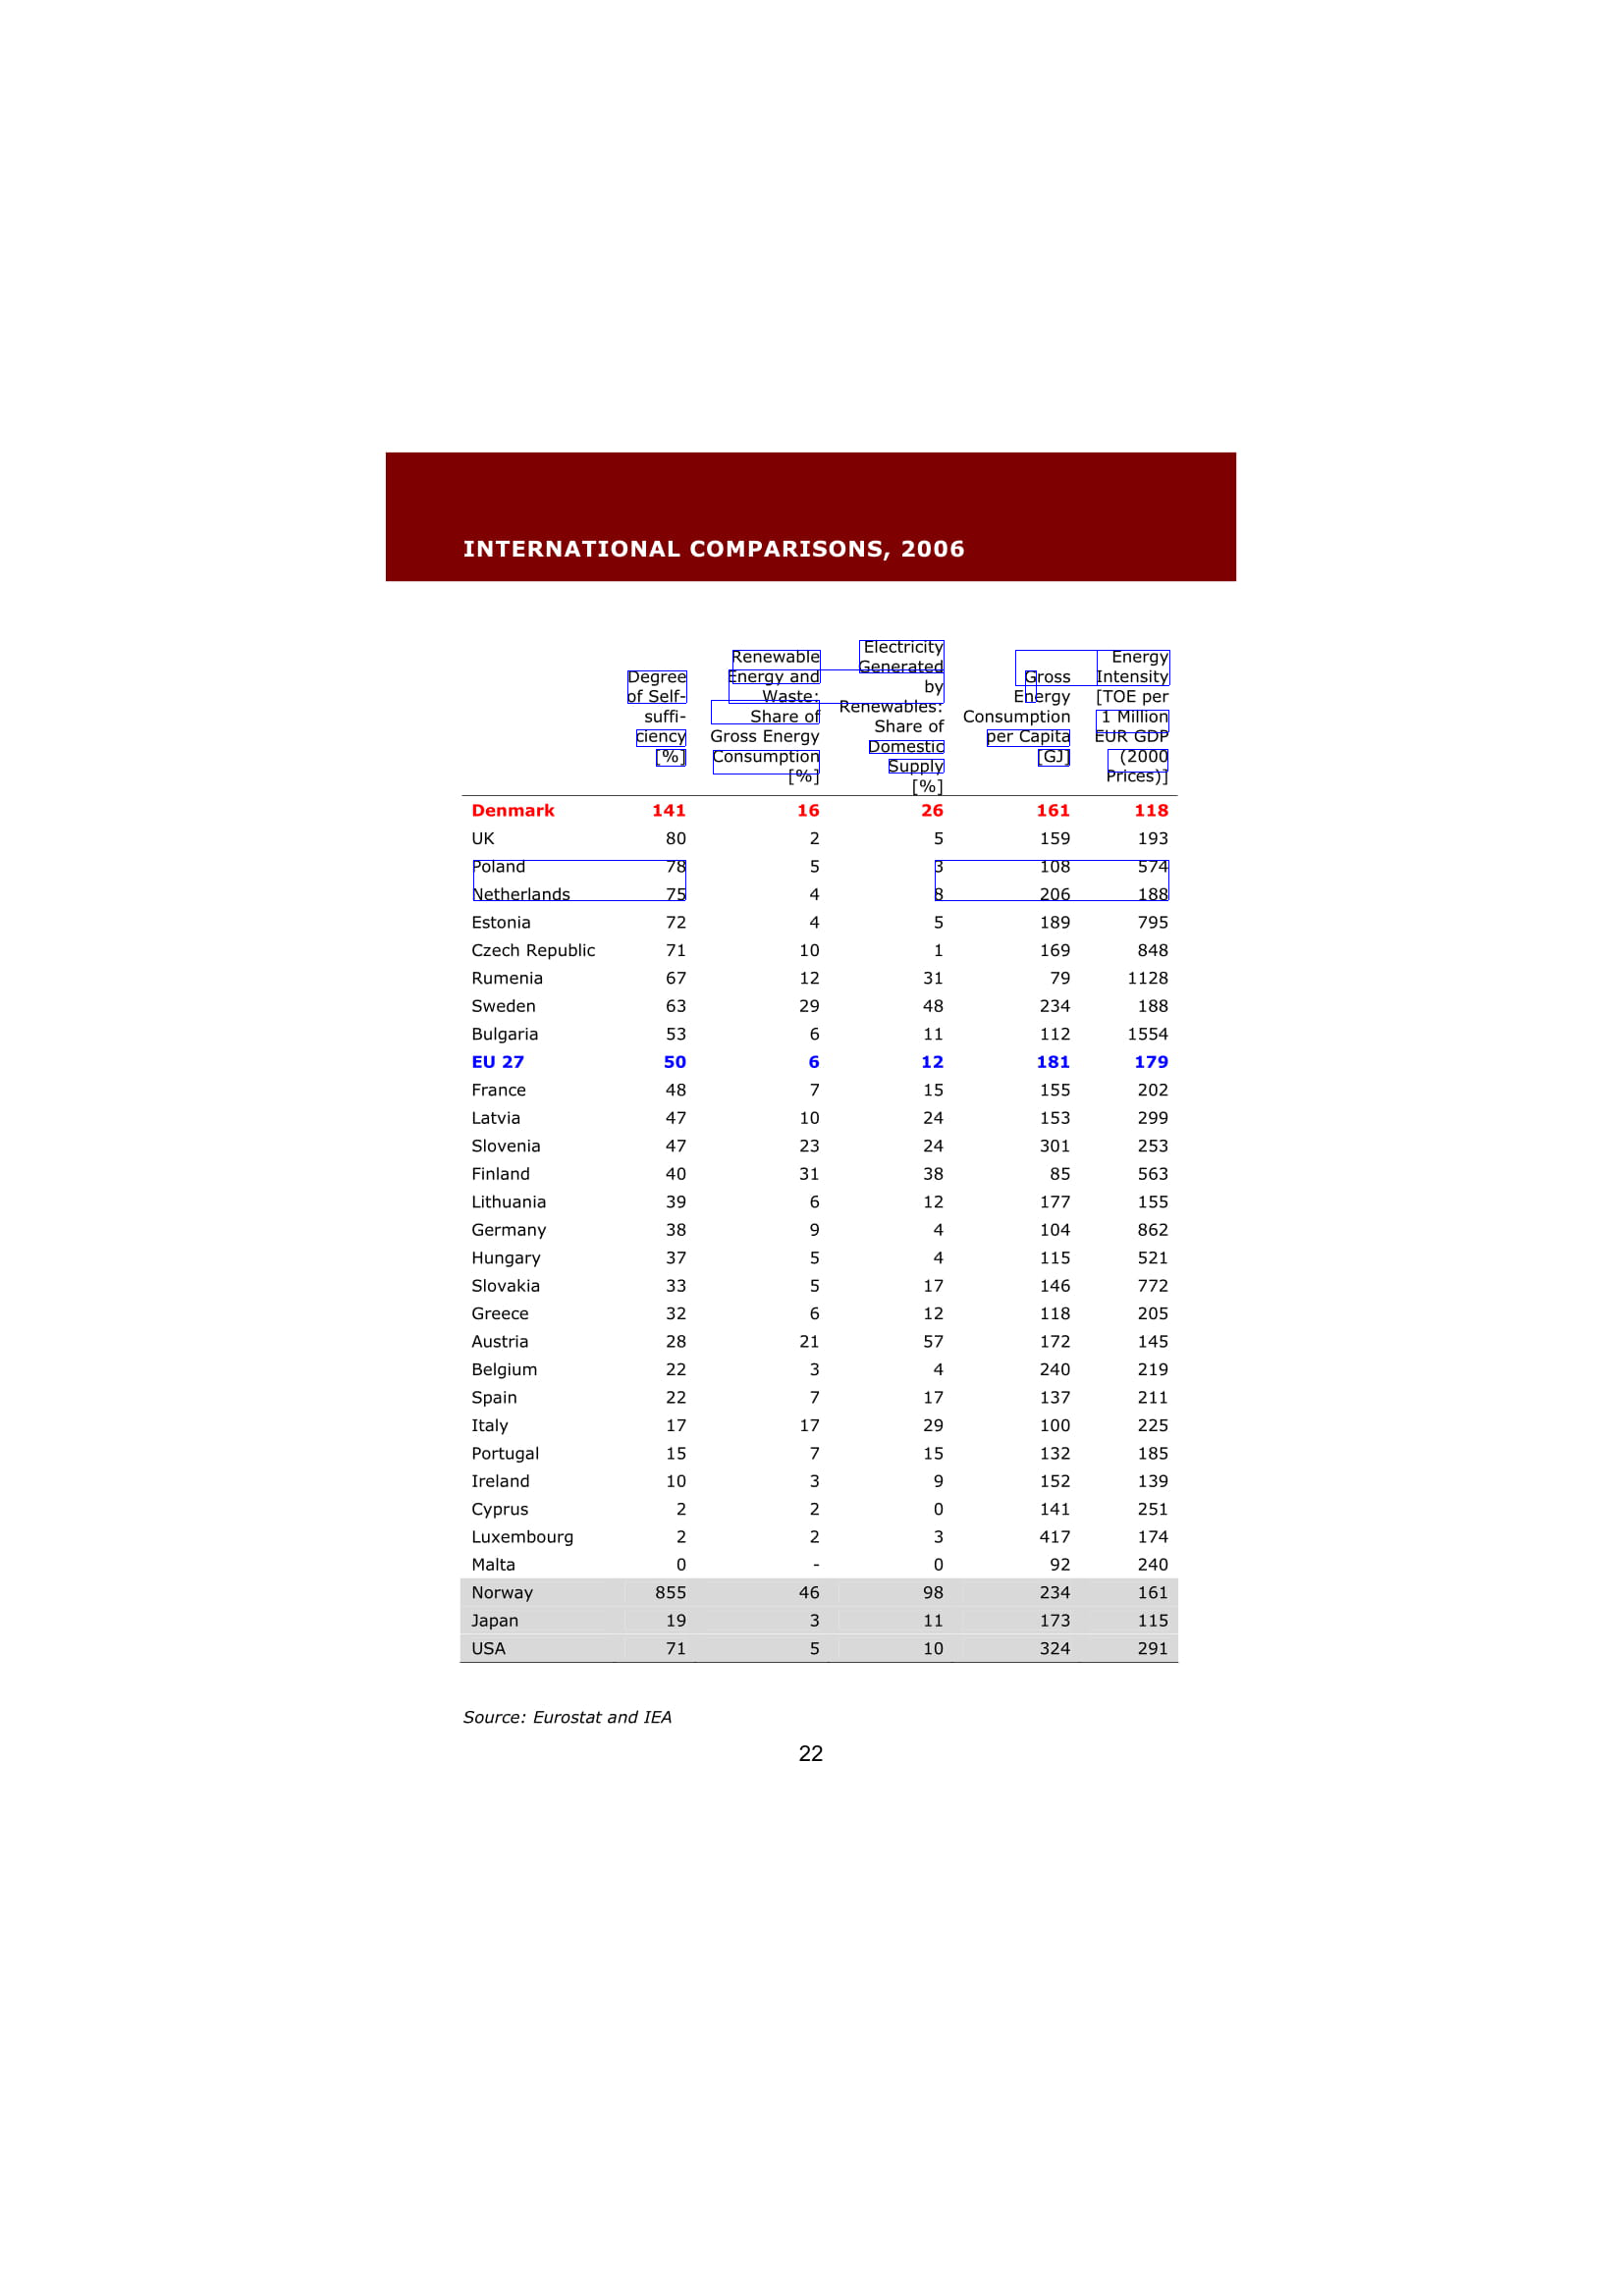 INTERNATIONAL COMPARISONS, 2006
Degree
of Self-
suffi-
ciency
[%]
Renewable
Energy and
Waste:
Share of
Gross Energy
Consumption
[%]
Electricity
Generated
by
Renewables:
Share of
Domestic
Supply
[%]
Gross
Energy
Consumption
per Capita
[GJ]
Energy
Intensity
[TOE per
1 Million
EUR GDP
(2000
Prices)]
Denmark 141 16 26 161 118
UK 80 2 5 159 193
Poland 78 5 3 108 574
Netherlands 75 4 8 206 188
Estonia 72 4 5 189 795
Czech Republic 71 10 1 169 848
Rumenia 67 12 31 79 1128
Sweden 63 29 48 234 188
Bulgaria 53 6 11 112 1554
EU 27 50 6 12 181 179
France 48 7 15 155 202
Latvia 47 10 24 153 299
Slovenia 47 23 24 301 253
Finland 40 31 38 85 563
Lithuania 39 6 12 177 155
Germany 38 9 4 104 862
Hungary 37 5 4 115 521
Slovakia 33 5 17 146 772
Greece 32 6 12 118 205
Austria 28 21 57 172 145
Belgium 22 3 4 240 219
Spain 22 7 17 137 211
Italy 17 17 29 100 225
Portugal 15 7 15 132 185
Ireland 10 3 9 152 139
Cyprus 2 2 0 141 251
Luxembourg 2 2 3 417 174
Malta 0 - 0 92 240
Norway 855 46 98 234 161
Japan 19 3 11 173 115
USA 71 5 10 324 291
Source: Eurostat and IEA
22